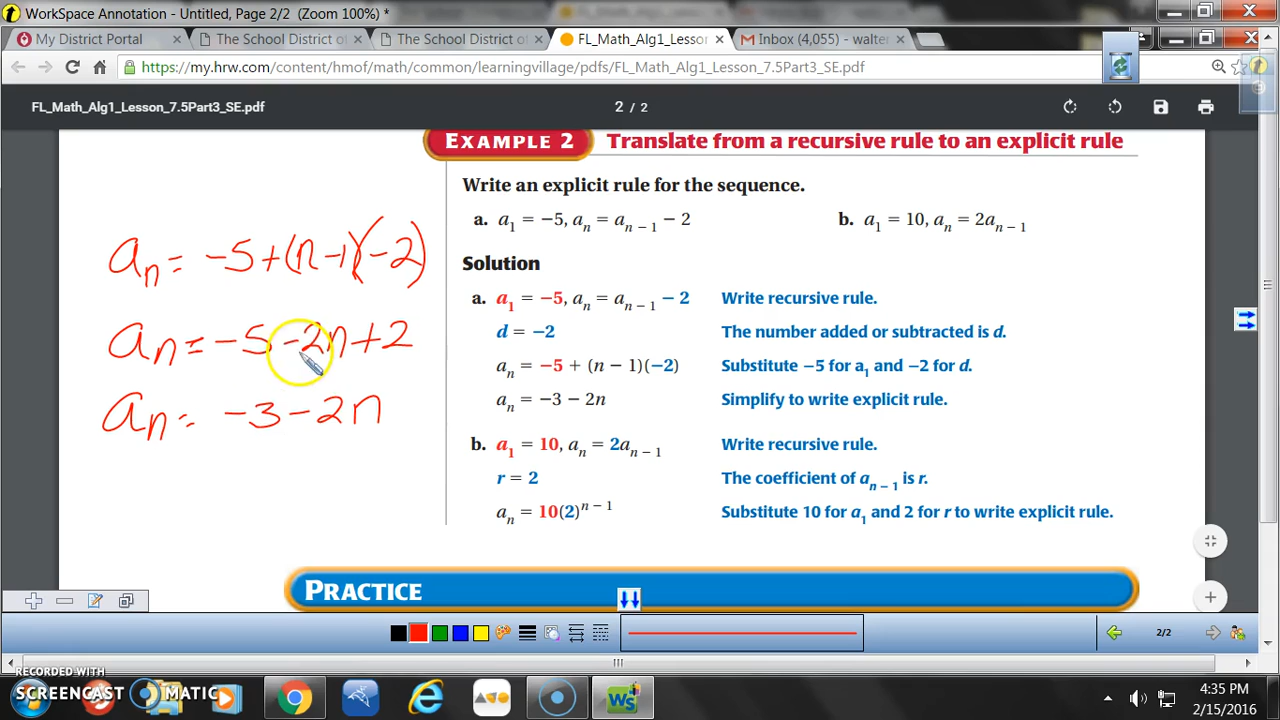 WorkSpace Annotation - Untitled, Page 2/2 (Zoom 100%) *
My District Portal
The School District of
The School District of
FL_Math_Alg1_Lesson
Inbox (4,055) - walter
https://my.hrw.com/content/hmof/math/common/learningvillage/pdfs/FL_Math_Alg1_Lesson_7.5Part3_SE.pdf
FL_Math_Alg1_Lesson_7.5Part3_SE.pdf
2 / 2
EXAMPLE 2 Translate from a recursive rule to an explicit rule
Write an explicit rule for the sequence.
a. a₁ = −5, aₙ = aₙ ₋ ₁ − 2
b. a₁ = 10, aₙ = 2aₙ₋₁
aₙ = -5+(n-1)(-2)
aₙ = -5-2n+2
aₙ = -3-2n
Solution
a. a₁ = −5, aₙ = aₙ ₋ ₁ − 2 Write recursive rule.
d = −2 The number added or subtracted is d.
aₙ = −5 + (n − 1)(−2) Substitute −5 for a₁ and −2 for d.
aₙ = −3 − 2n Simplify to write explicit rule.
b. a₁ = 10, aₙ = 2aₙ ₋ ₁ Write recursive rule.
r = 2 The coefficient of aₙ ₋ ₁ is r.
aₙ = 10(2)ⁿ ⁻ ¹ Substitute 10 for a₁ and 2 for r to write explicit rule.
PRACTICE
2/2
RECORDED WITH
SCREENCAST MATIC
4:35 PM
2/15/2016